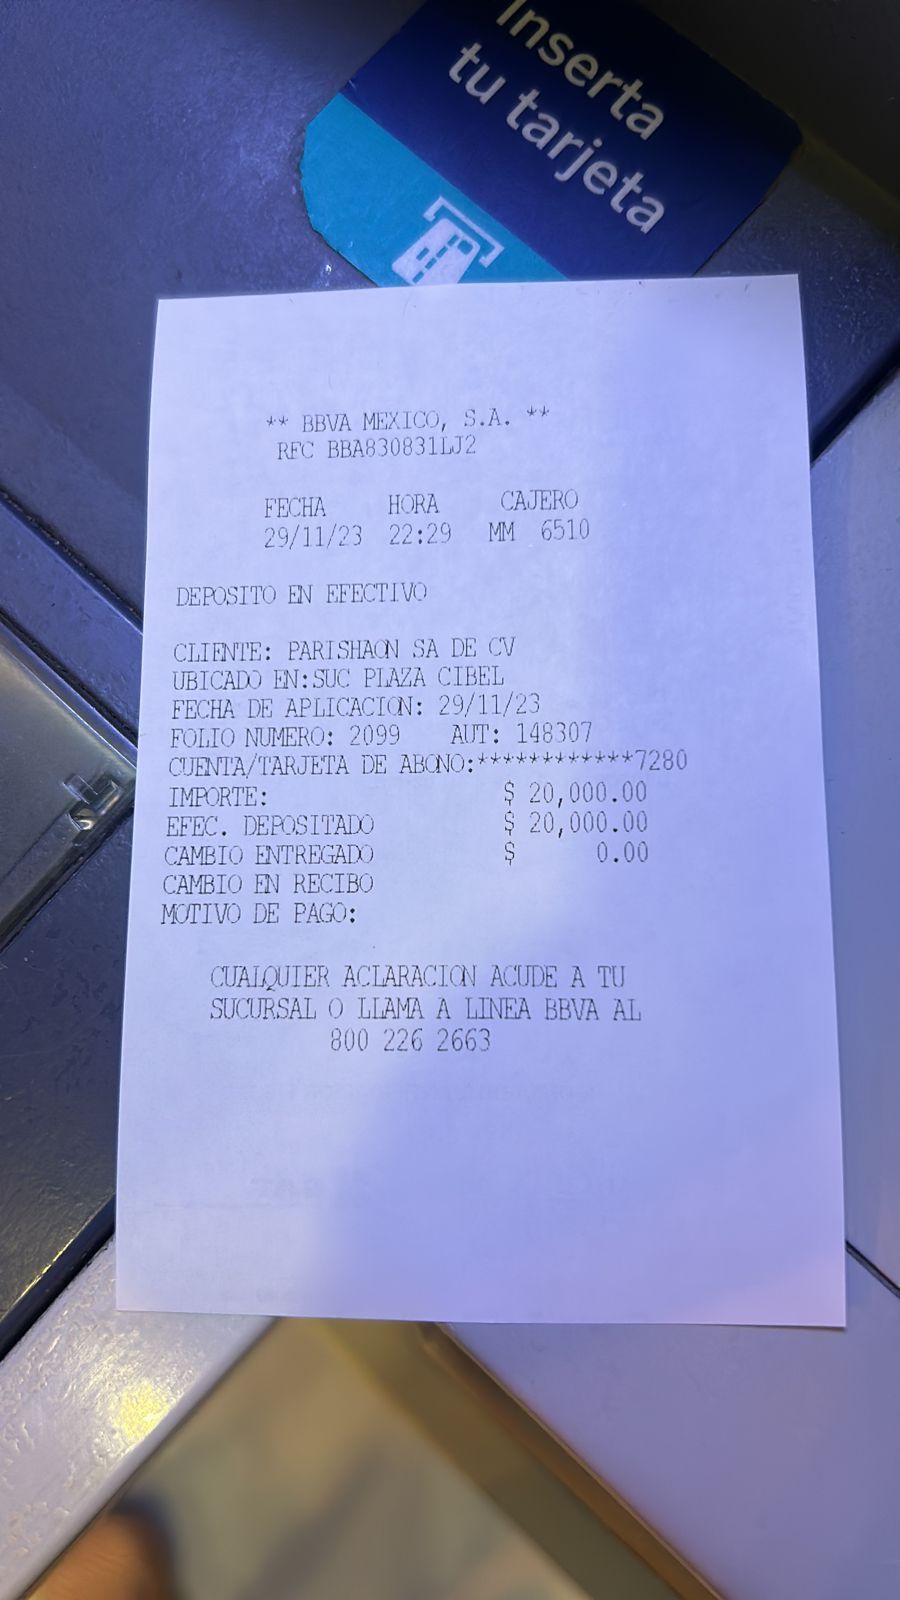 Inserta
tu tarjeta
** BBVA MEXICO, S.A. **
RFC BBA830831LJ2
FECHA HORA CAJERO
29/11/23 22:29 MM 6510
DEPOSITO EN EFECTIVO
CLIENTE: PARISHAON SA DE CV
UBICADO EN:SUC PLAZA CIBEL
FECHA DE APLICACION: 29/11/23
FOLIO NUMERO: 2099 AUT: 148307
CUENTA/TARJETA DE ABONO:************7280
IMPORTE: $ 20,000.00
EFEC. DEPOSITADO $ 20,000.00
CAMBIO ENTREGADO $ 0.00
CAMBIO EN RECIBO
MOTIVO DE PAGO:
CUALQUIER ACLARACION ACUDE A TU
SUCURSAL O LLAMA A LINEA BBVA AL
800 226 2663